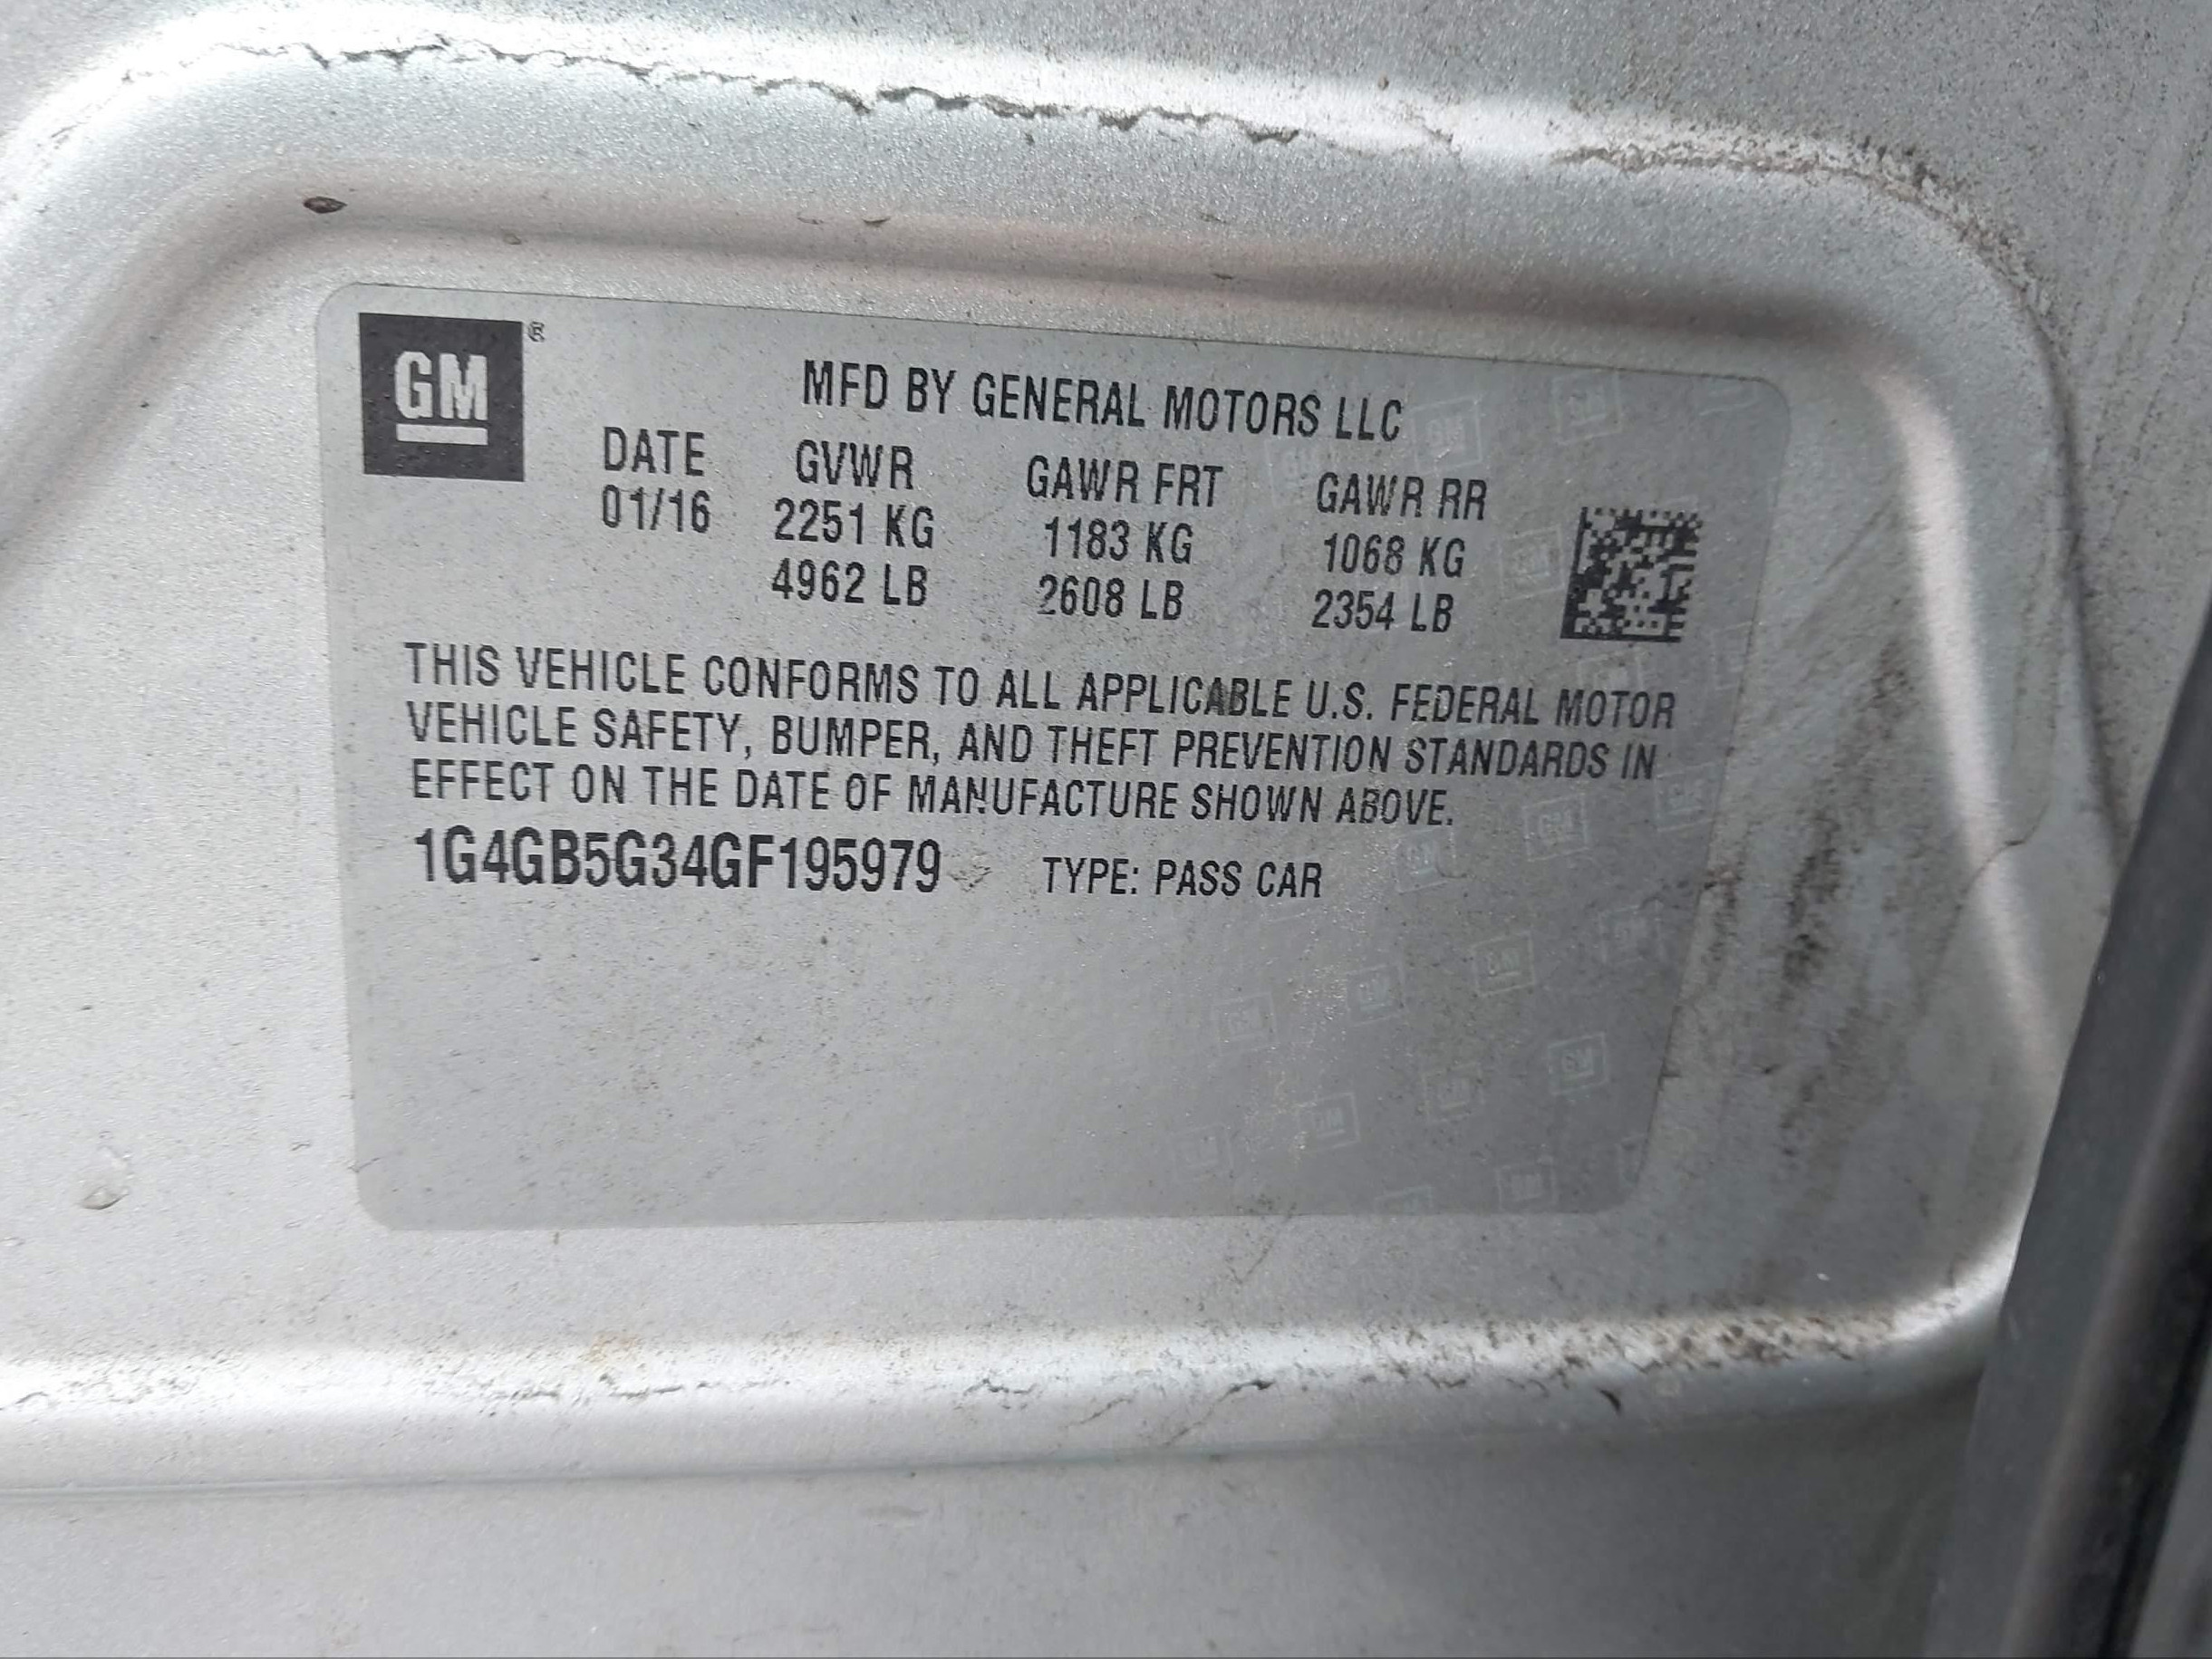 GM ®
MFD BY GENERAL MOTORS LLC
DATE GVWR GAWR FRT GAWR RR
01/16 2251 KG 1183 KG 1068 KG
4962 LB 2608 LB 2354 LB
THIS VEHICLE CONFORMS TO ALL APPLICABLE U.S. FEDERAL MOTOR
VEHICLE SAFETY, BUMPER, AND THEFT PREVENTION STANDARDS IN
EFFECT ON THE DATE OF MANUFACTURE SHOWN ABOVE.
1G4GB5G34GF195979 TYPE: PASS CAR